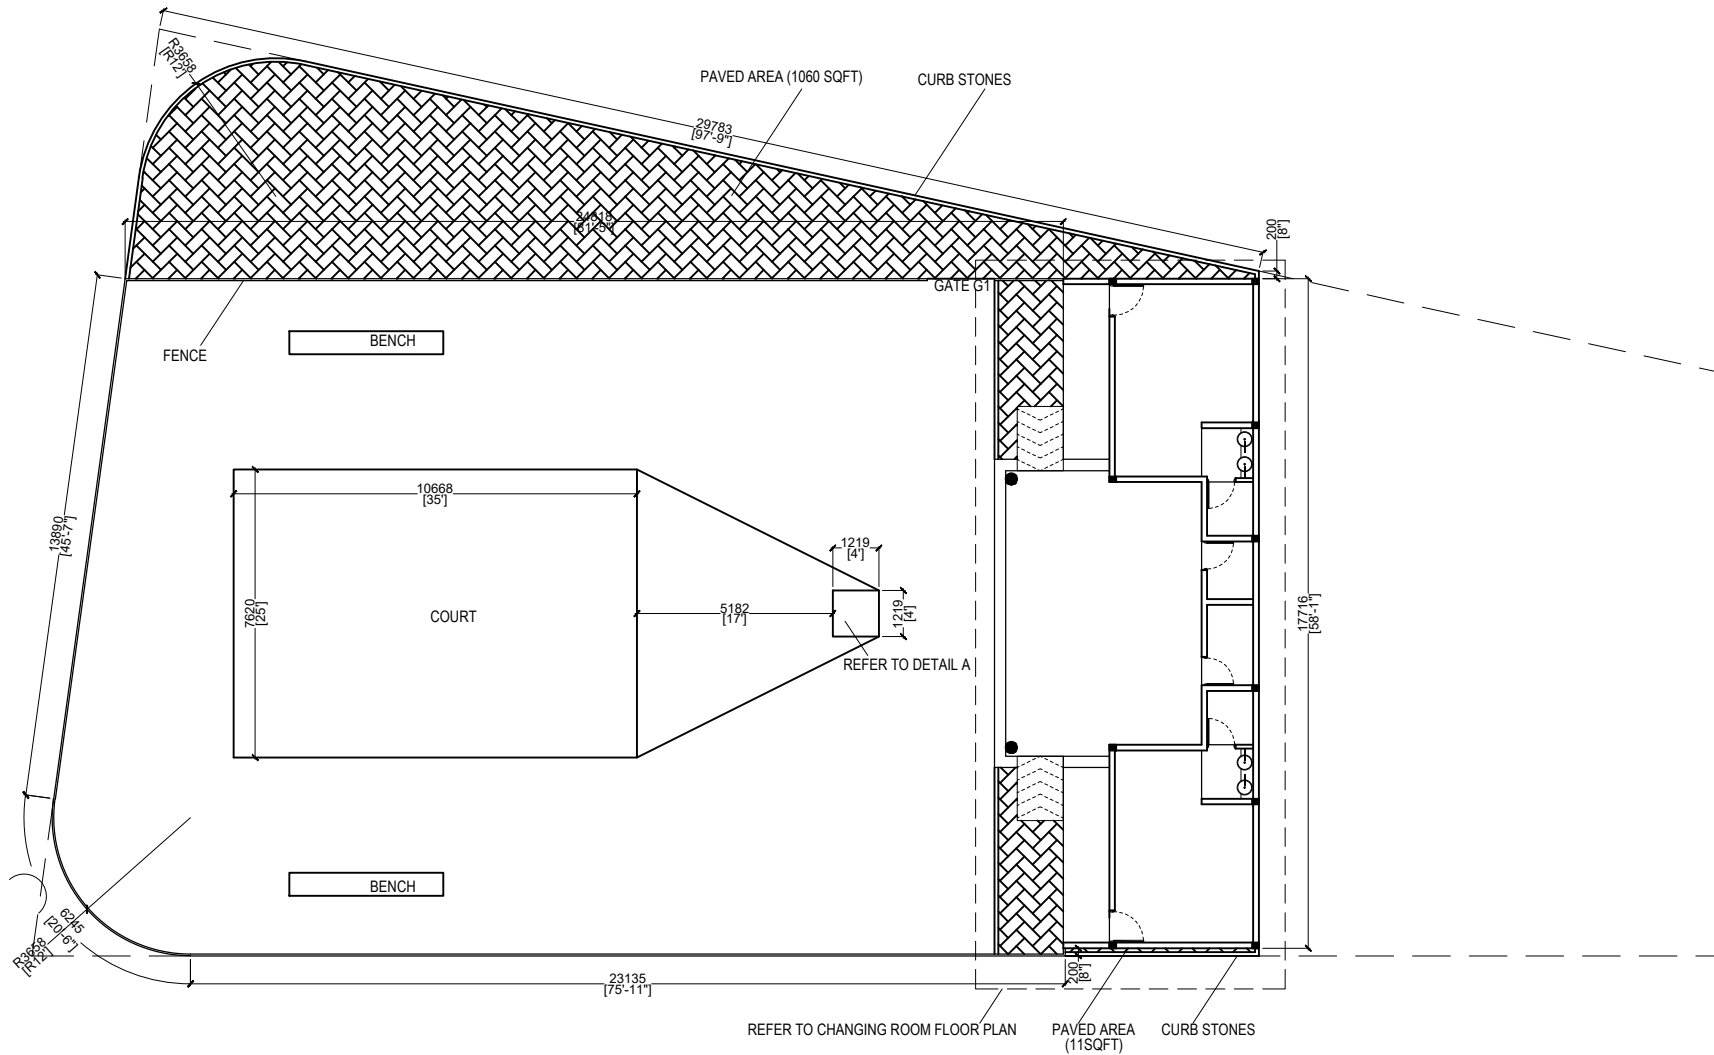 R3658
[R12']
PAVED AREA (1060 SQFT)
CURB STONES
29783
[97'-9"]
24818
[81'-5"]
200
[8"]
GATE G1
BENCH
FENCE
10668
[35']
13890
[45'-7"]
7620
[25']
COURT
1219
[4']
5182
[17']
1219
[4']
17716
[58'-1"]
REFER TO DETAIL A
BENCH
6245
[20'-6"]
R3658
[R12']
200
[8"]
23135
[75'-11"]
REFER TO CHANGING ROOM FLOOR PLAN
PAVED AREA
(11SQFT)
CURB STONES